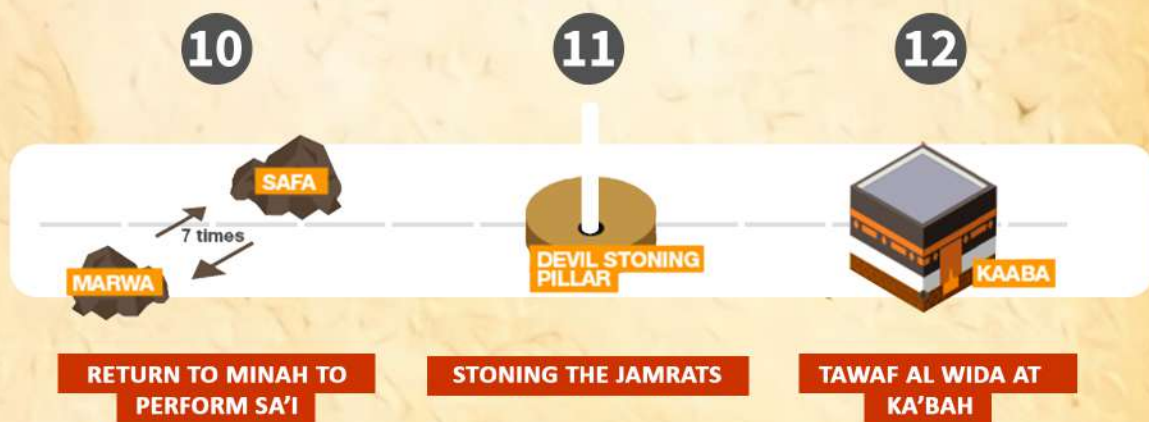 10
11
12
SAFA
7 times
MARWA
DEVIL STONING
PILLAR
KAABA
RETURN TO MINAH TO
PERFORM SA'I
STONING THE JAMRATS
TAWAF AL WIDA AT
KA'BAH